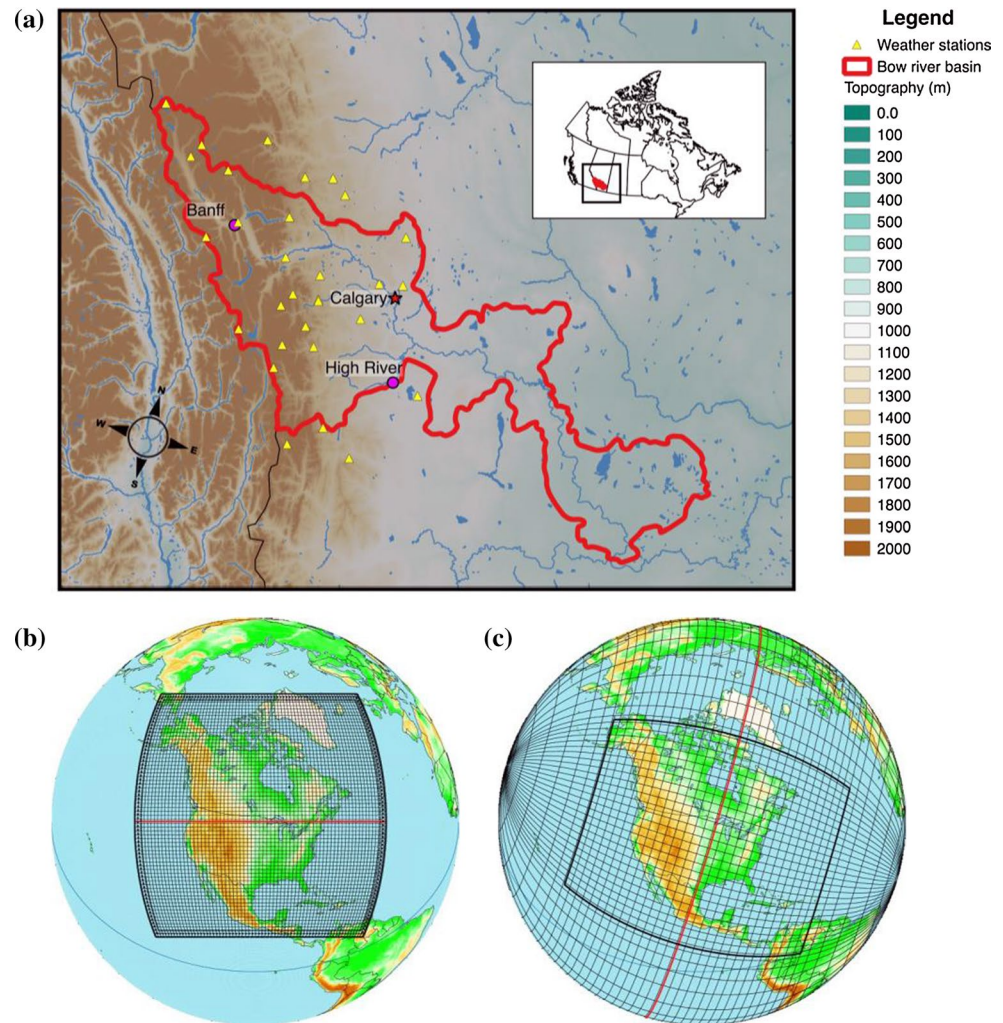 (a)
Banff
Calgary
High River
N
W
E
S
Legend
Weather stations
Bow river basin
Topography (m)
0.0
100
200
300
400
500
600
700
800
900
1000
1100
1200
1300
1400
1500
1600
1700
1800
1900
2000
(b)
(c)